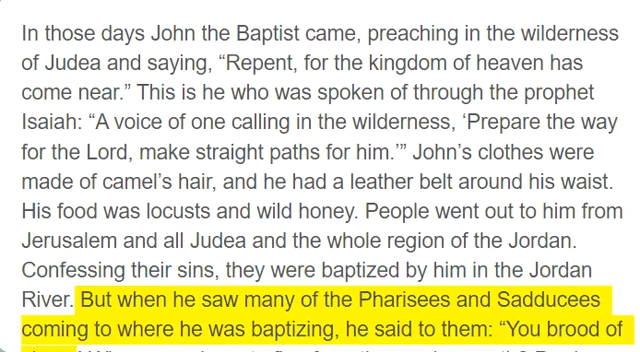 In those days John the Baptist came, preaching in the wilderness
of Judea and saying, “Repent, for the kingdom of heaven has
come near.” This is he who was spoken of through the prophet
Isaiah: “A voice of one calling in the wilderness, ‘Prepare the way
for the Lord, make straight paths for him.’” John’s clothes were
made of camel’s hair, and he had a leather belt around his waist.
His food was locusts and wild honey. People went out to him from
Jerusalem and all Judea and the whole region of the Jordan.
Confessing their sins, they were baptized by him in the Jordan
River. But when he saw many of the Pharisees and Sadducees
coming to where he was baptizing, he said to them: “You brood of